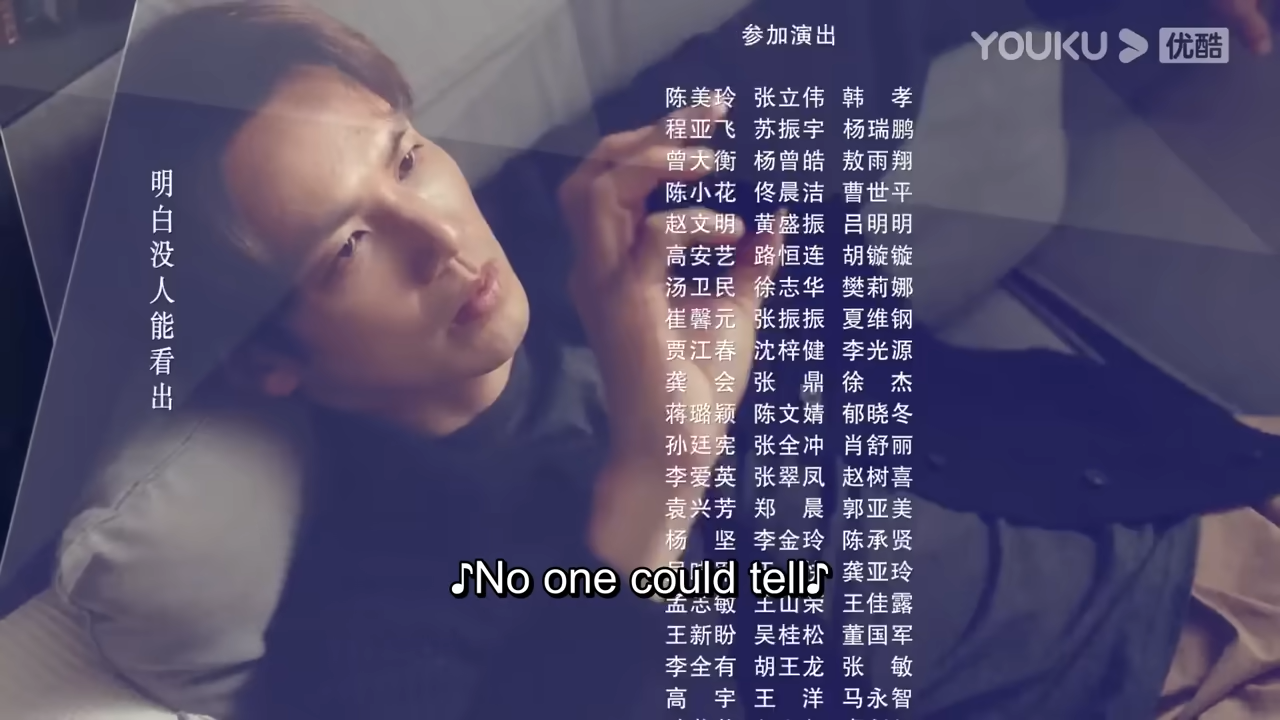 参加演出
YOUKU 优酷
明白没人能看出
陈美玲 张立伟 韩 孝
程亚飞 苏振宇 杨瑞鹏
曾大衡 杨曾皓 敖雨翔
陈小花 佟晨洁 曹世平
赵文明 黄盛振 吕明明
高安艺 路恒连 胡镟镟
汤卫民 徐志华 樊莉娜
崔馨元 张振振 夏维钢
贾江春 沈梓健 李光源
龚 会 张 鼎 徐 杰
蒋璐颖 陈文婧 郁晓冬
孙廷宪 张全冲 肖舒丽
李爱英 张翠凤 赵树喜
袁兴芳 郑 晨 郭亚美
杨 坚 李金玲 陈承贤
龚亚玲
♪No one could tell♪
孟志敏 王山荣 王佳露
王新盼 吴桂松 董国军
李全有 胡王龙 张 敏
高 宇 王 洋 马永智